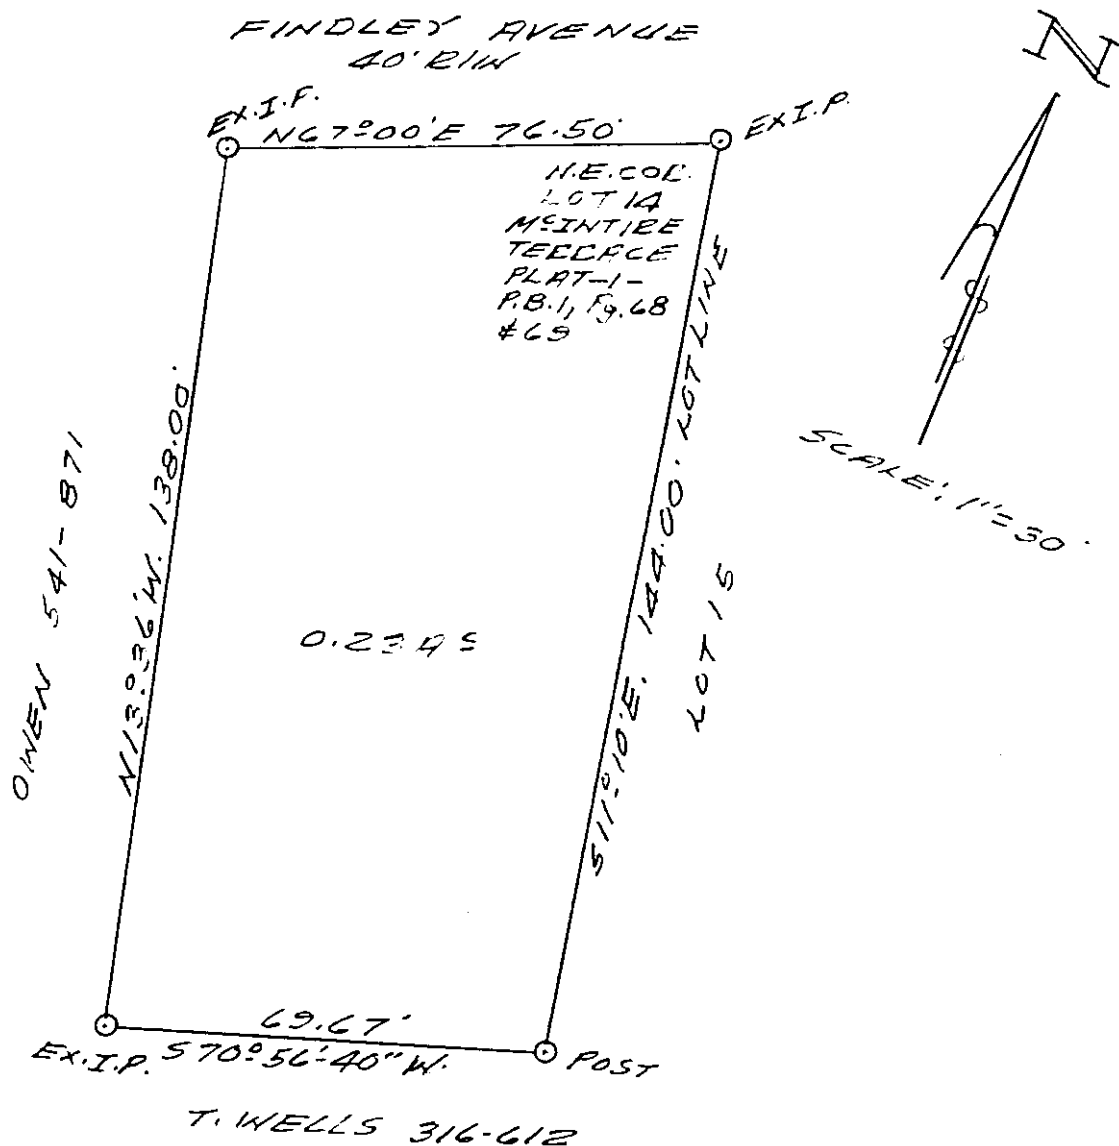 FINDLEY AVENUE
40' R/W
N
EX.I.F.
N67°00'E 76.50'
EX.I.P.
N.E. COR.
LOT 14
McINTIRE
TERRACE
PLAT-1-
P.B.1, Pg. 68
&69
SCALE: 1"=30'
OWEN 541-871
N13°36'W. 138.00'
0.23 AS
S11°10'E. 144.00' LOT LINE
LOT 15
69.67'
EX.I.P. S70°56'40"W.
POST
T. WELLS 316-612